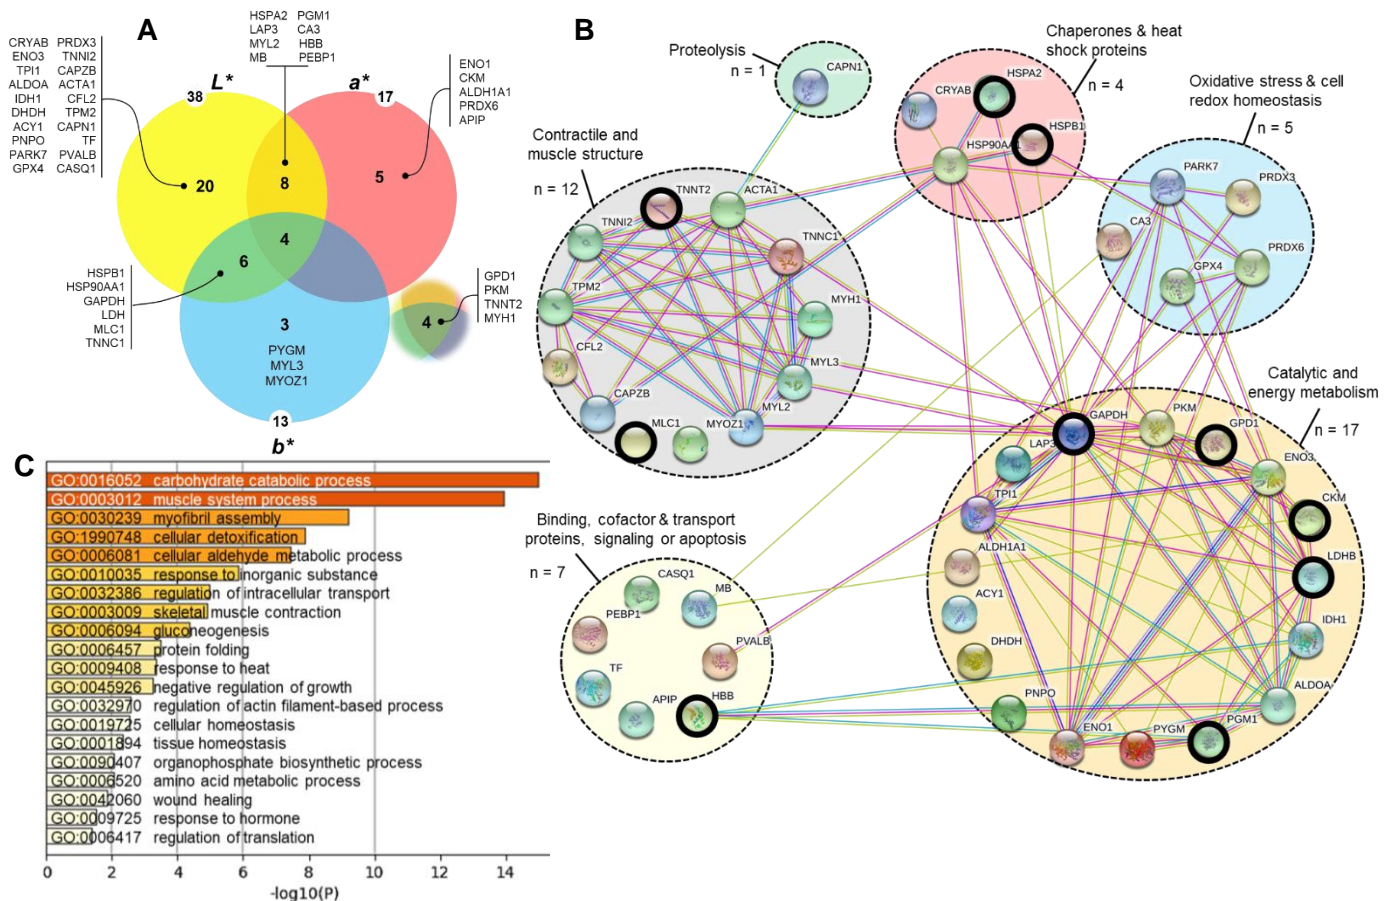 A
HSPA2 PGM1
LAP3 CA3
MYL2 HBB
MB PEBP1
CRYAB PRDX3
ENO3 TNNI2
TPI1 CAPZB
ALDOA ACTA1
IDH1 CFL2
DHDH TPM2
ACY1 CAPN1
PNPO TF
PARK7 PVALB
GPX4 CASQ1
L*
a*
38
17
ENO1
CKM
ALDH1A1
PRDX6
APIP
20
8
5
4
6
HSPB1
HSP90AA1
GAPDH
LDH
MLC1
TNNC1
3
PYGM
MYL3
MYOZ1
13
b*
4
GPD1
PKM
TNNT2
MYH1
B
Proteolysis
n = 1
CAPN1
Chaperones & heat
shock proteins
n = 4
CRYAB
HSPA2
HSPB1
HSP90AA1
Oxidative stress & cell
redox homeostasis
n = 5
PARK7
PRDX3
CA3
PRDX6
GPX4
Contractile and
muscle structure
n = 12
TNNT2
ACTA1
TNNI2
TNNC1
TPM2
MYH1
CFL2
MYL3
CAPZB
MYL2
MYOZ1
MLC1
Catalytic and
energy metabolism
n = 17
GAPDH
PKM
GPD1
LAP3
ENO3
TPI1
CKM
ALDH1A1
LDHB
ACY1
IDH1
DHDH
ALDOA
PNPO
ENO1
PYGM
PGM1
Binding, cofactor & transport
proteins, signaling or apoptosis
n = 7
CASQ1
MB
PEBP1
PVALB
TF
APIP
HBB
C
GO:0016052 carbohydrate catabolic process
GO:0003012 muscle system process
GO:0030239 myofibril assembly
GO:1990748 cellular detoxification
GO:0006081 cellular aldehyde metabolic process
GO:0010035 response to inorganic substance
GO:0032386 regulation of intracellular transport
GO:0003009 skeletal muscle contraction
GO:0006094 gluconeogenesis
GO:0006457 protein folding
GO:0009408 response to heat
GO:0045926 negative regulation of growth
GO:0032970 regulation of actin filament-based process
GO:0019725 cellular homeostasis
GO:0001894 tissue homeostasis
GO:0090407 organophosphate biosynthetic process
GO:0006520 amino acid metabolic process
GO:0042060 wound healing
GO:0009725 response to hormone
GO:0006417 regulation of translation
0 2 4 6 8 10 12 14
-log10(P)